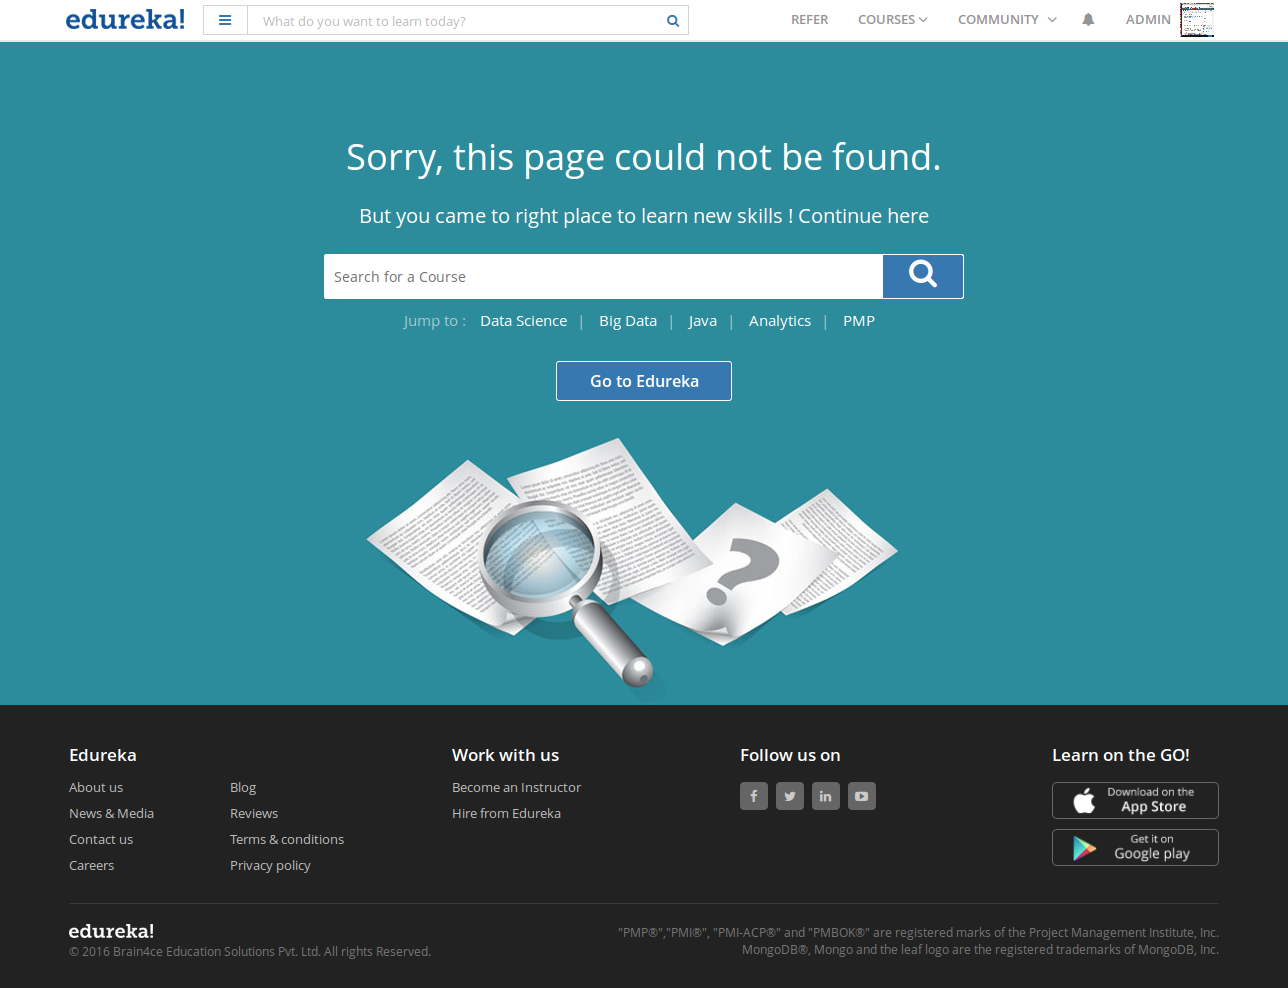 edureka!
What do you want to learn today?
REFER
COURSES
COMMUNITY
ADMIN
Sorry, this page could not be found.
But you came to right place to learn new skills ! Continue here
Search for a Course
Jump to : Data Science | Big Data | Java | Analytics | PMP
Go to Edureka
?
Edureka
About us
News & Media
Contact us
Careers
Blog
Reviews
Terms & conditions
Privacy policy
Work with us
Become an Instructor
Hire from Edureka
Follow us on
Learn on the GO!
Download on the
App Store
Get it on
Google play
edureka!
© 2016 Brain4ce Education Solutions Pvt. Ltd. All rights Reserved.
"PMP®","PMI®", "PMI-ACP®" and "PMBOK®" are registered marks of the Project Management Institute, Inc.
MongoDB®, Mongo and the leaf logo are the registered trademarks of MongoDB, Inc.